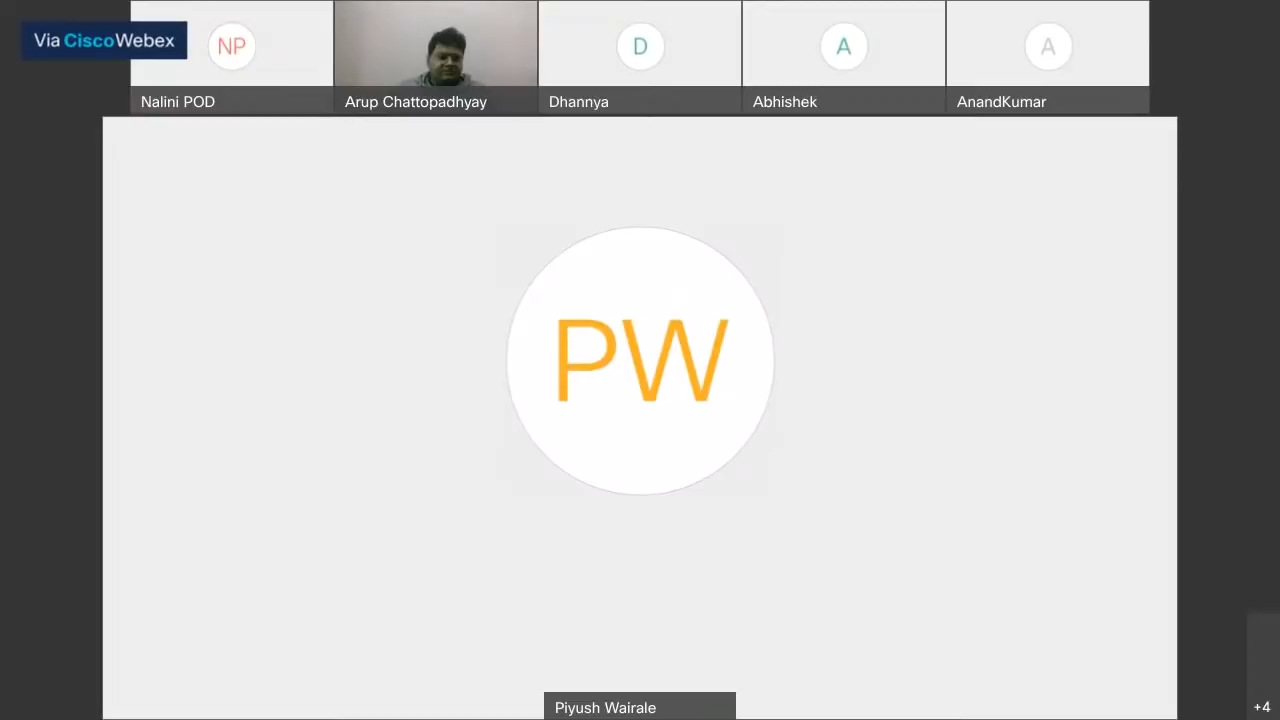 Via CiscoWebex
NP
D
A
A
Nalini POD
Arup Chattopadhyay
Dhannya
Abhishek
AnandKumar
PW
Piyush Wairale
+4